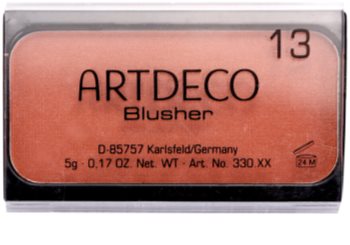 13
ARTDECO
Blusher
D-85757 Karlsfeld/Germany
5g · 0,17 OZ. Net. WT · Art. No. 330.XX
24 M